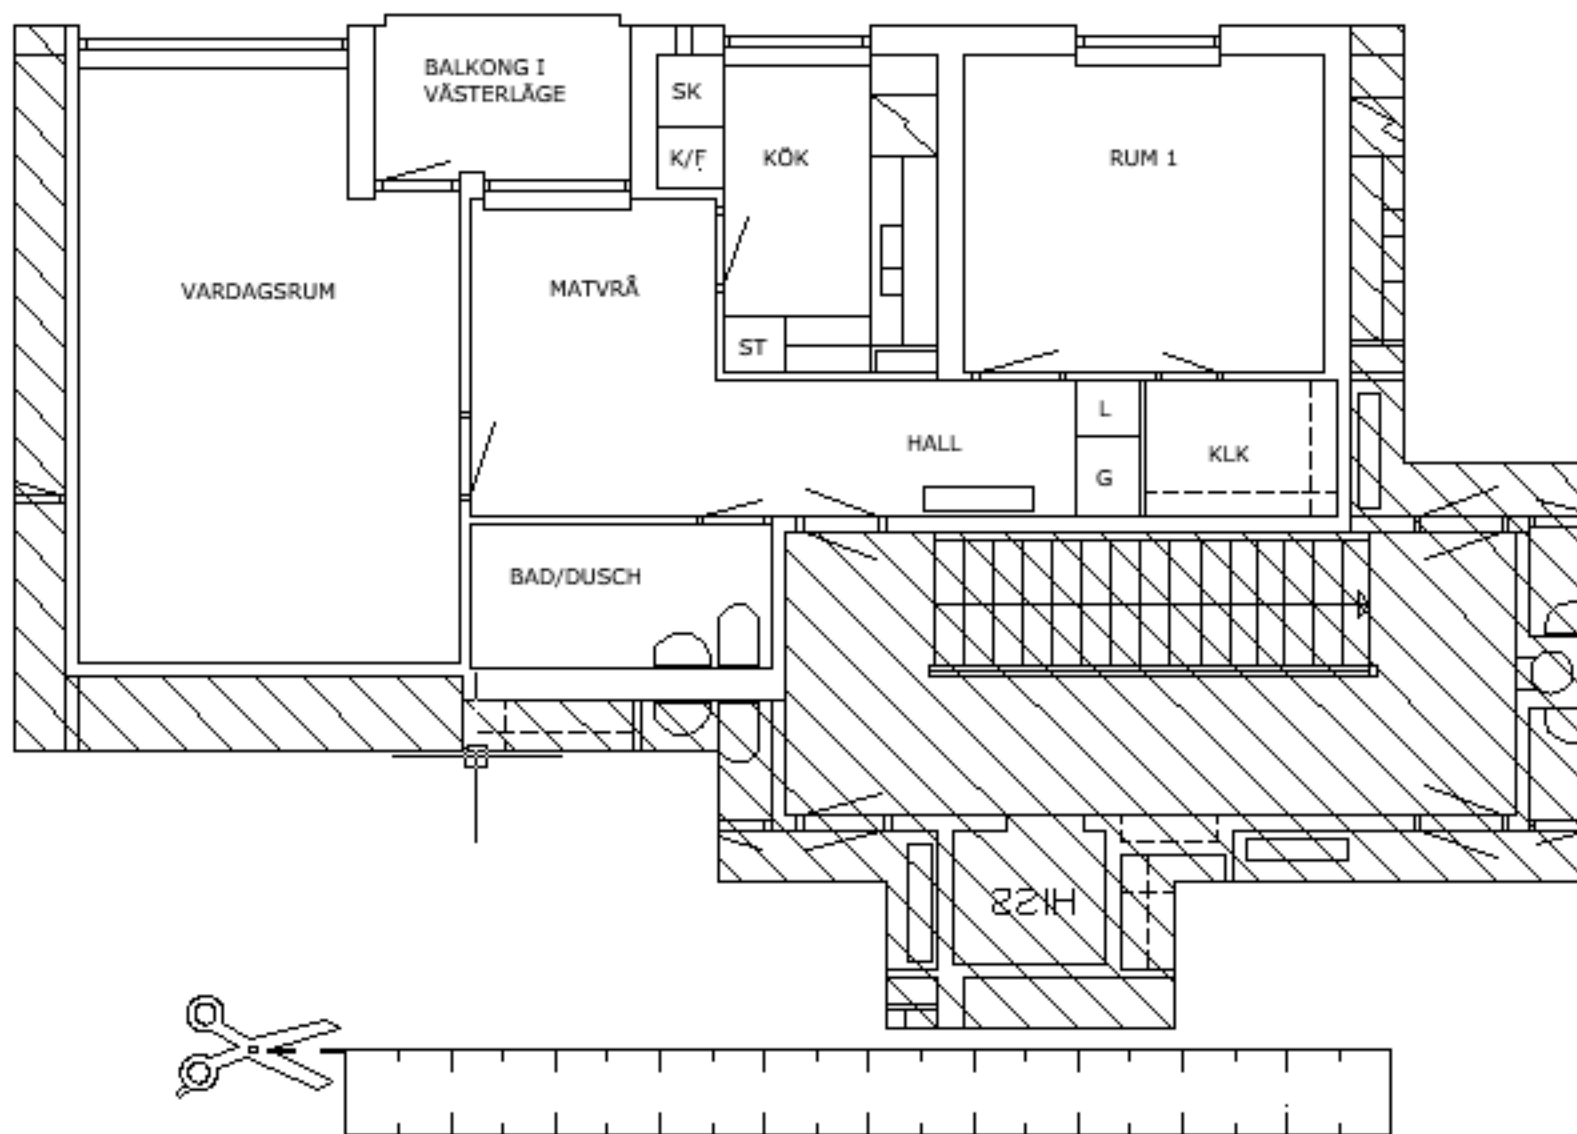 BALKONG I
VÄSTERLÄGE
SK
K/F
KÖK
RUM 1
VARDAGSRUM
MATVRÅ
ST
L
HALL
KLK
G
BAD/DUSCH
HISS